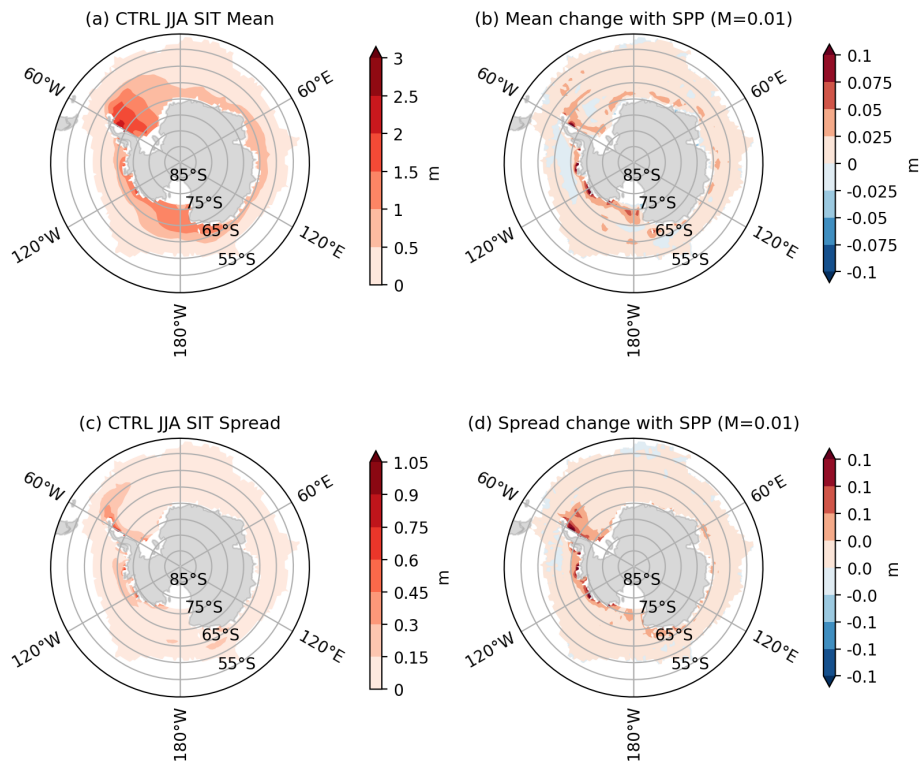 (a) CTRL JJA SIT Mean
60°W
60°E
120°W
120°E
180°W
85°S
75°S
65°S
55°S
3
2.5
2
1.5
1
0.5
0
m
(b) Mean change with SPP (M=0.01)
60°W
60°E
120°W
120°E
180°W
85°S
75°S
65°S
55°S
0.1
0.075
0.05
0.025
0
-0.025
-0.05
-0.075
-0.1
m
(c) CTRL JJA SIT Spread
60°W
60°E
120°W
120°E
180°W
85°S
75°S
65°S
55°S
1.05
0.9
0.75
0.6
0.45
0.3
0.15
0
m
(d) Spread change with SPP (M=0.01)
60°W
60°E
120°W
120°E
180°W
85°S
75°S
65°S
55°S
0.1
0.1
0.0
0.0
-0.0
-0.0
-0.1
-0.1
-0.1
m